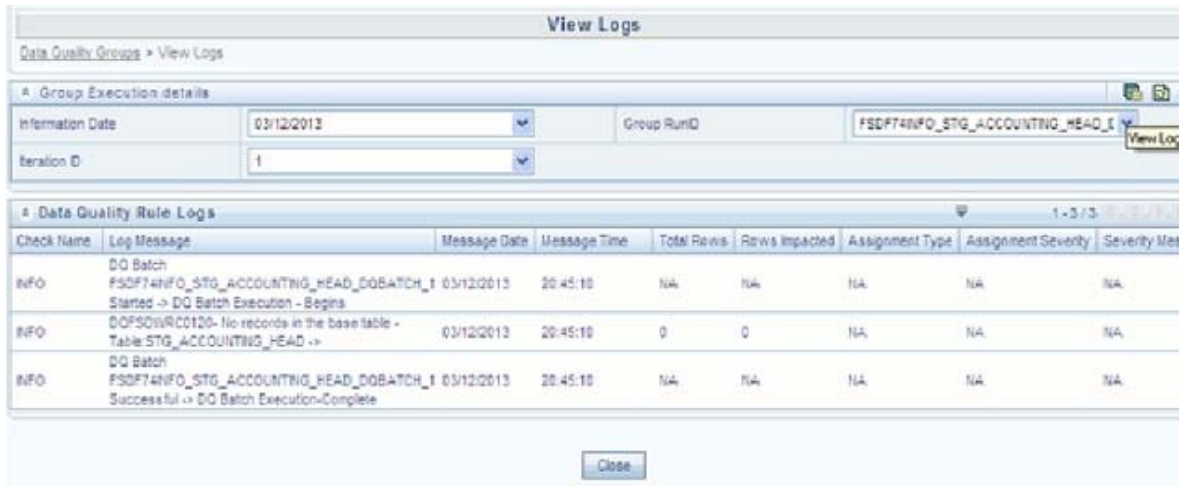 View Logs
Data Quality Groups > View Logs
Group Execution details
Information Date 03/12/2013 Group RunID FSDF74INFO_STG_ACCOUNTING_HEAD_D
View Log
Iteration ID 1
Data Quality Rule Logs 1-3/3
Check Name Log Message Message Date Message Time Total Rows Rows Impacted Assignment Type Assignment Severity Severity Mes
DQ Batch
INFO FSDF74INFO_STG_ACCOUNTING_HEAD_DQBATCH_1 03/12/2013 20:45:18 NA NA NA NA NA
Started -> DQ Batch Execution - Begins
DQFSDWRC0120- No records in the base table -
INFO 03/12/2013 20:45:18 0 0 NA NA NA
Table:STG_ACCOUNTING_HEAD ->
DQ Batch
INFO FSDF74INFO_STG_ACCOUNTING_HEAD_DQBATCH_1 03/12/2013 20:45:18 NA NA NA NA NA
Successful -> DQ Batch Execution-Complete
Close